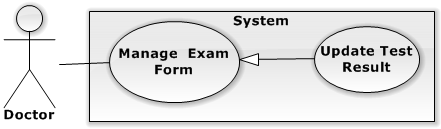 System
Manage Exam
Form
Update Test
Result
Doctor